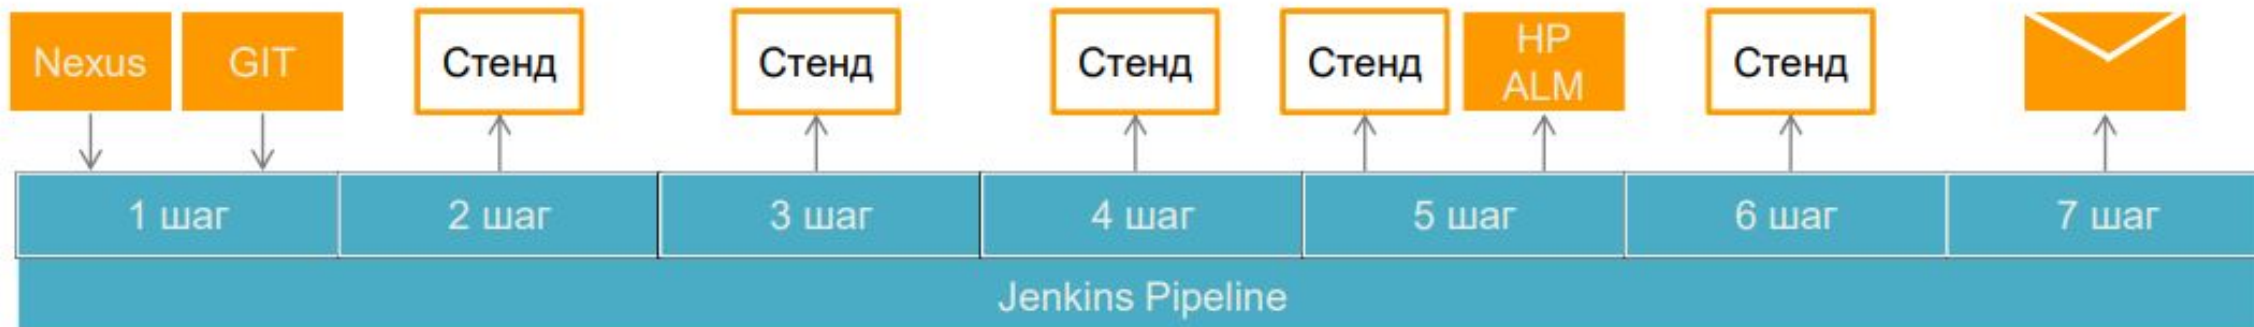 Nexus
GIT
Стенд
Стенд
Стенд
Стенд
HP
ALM
Стенд
1 шаг
2 шаг
3 шаг
4 шаг
5 шаг
6 шаг
7 шаг
Jenkins Pipeline